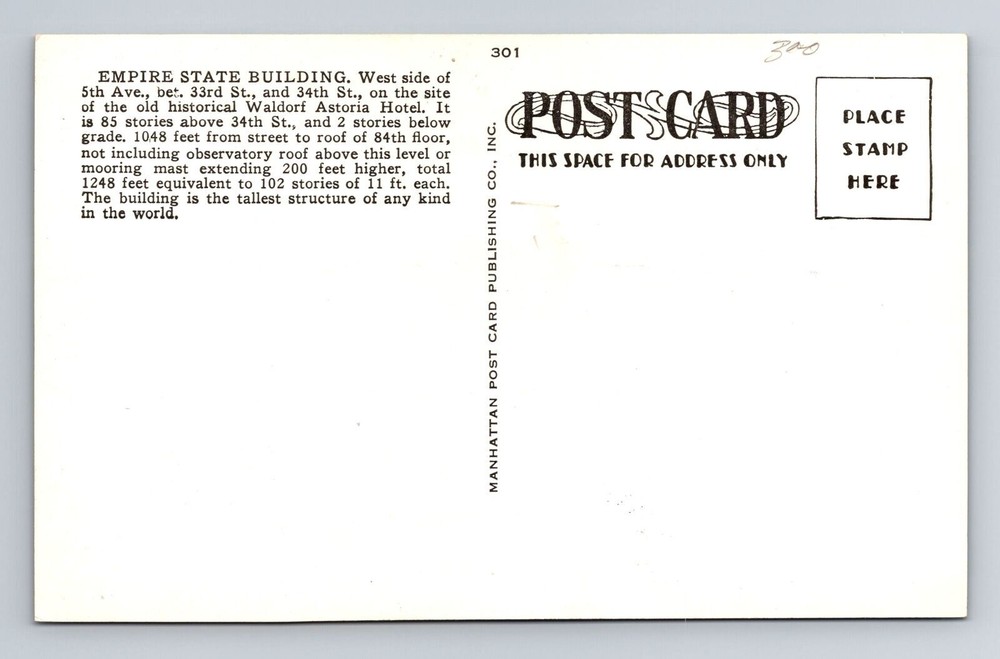 301
300
EMPIRE STATE BUILDING. West side of
5th Ave., bet. 33rd St., and 34th St., on the site
of the old historical Waldorf Astoria Hotel. It
is 85 stories above 34th St., and 2 stories below
grade. 1048 feet from street to roof of 84th floor,
not including observatory roof above this level or
mooring mast extending 200 feet higher, total
1248 feet equivalent to 102 stories of 11 ft. each.
The building is the tallest structure of any kind
in the world.
MANHATTAN POST CARD PUBLISHING CO., INC.
POST CARD
THIS SPACE FOR ADDRESS ONLY
PLACE
STAMP
HERE